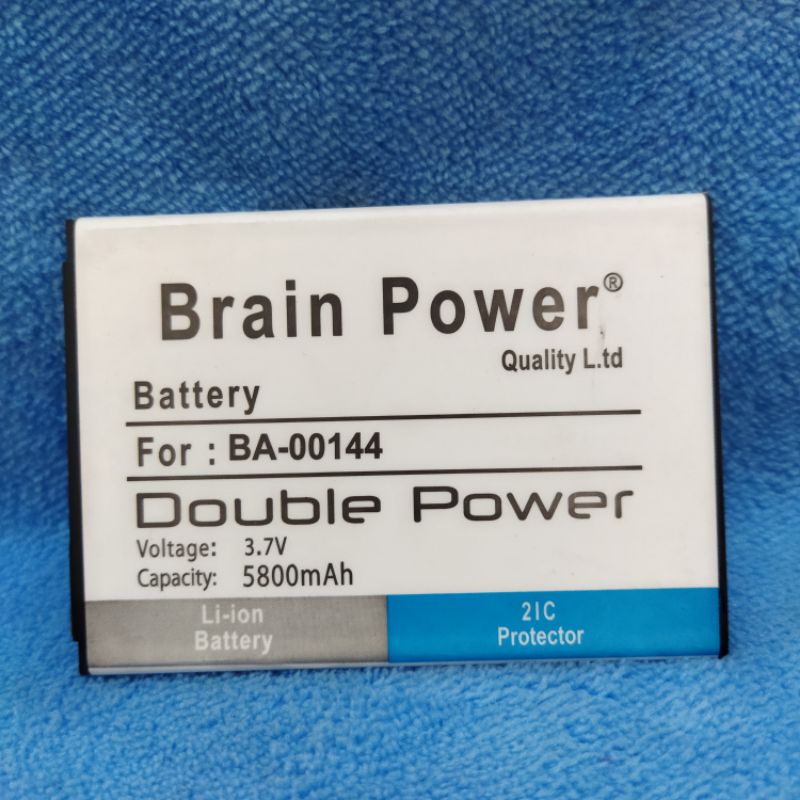 Brain Power®
Quality L.td
Battery
For : BA-00144
Double Power
Voltage: 3.7V
Capacity: 5800mAh
Li-ion
Battery
2IC
Protector